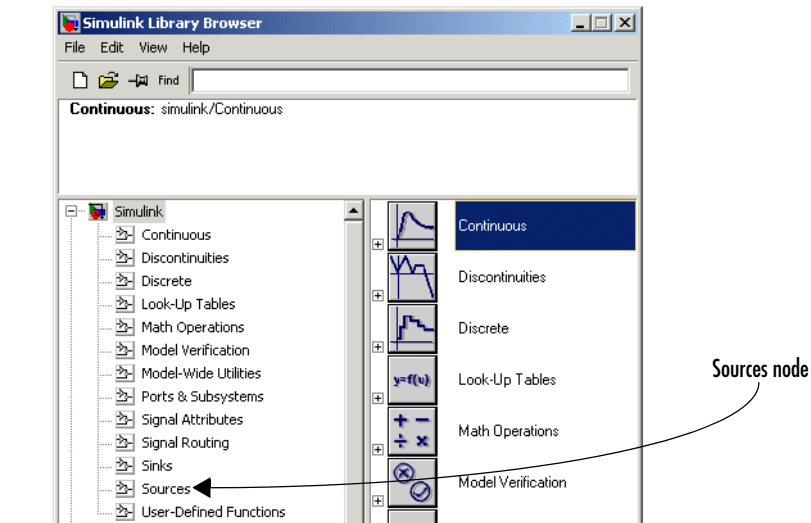 Simulink Library Browser
File Edit View Help
Find
Continuous: simulink/Continuous
Simulink
Continuous
Discontinuities
Discrete
Look-Up Tables
Math Operations
Model Verification
Model-Wide Utilities
Ports & Subsystems
Signal Attributes
Signal Routing
Sinks
Sources
User-Defined Functions
Continuous
Discontinuities
Discrete
y=f(u)
Look-Up Tables
Math Operations
Model Verification
Sources node